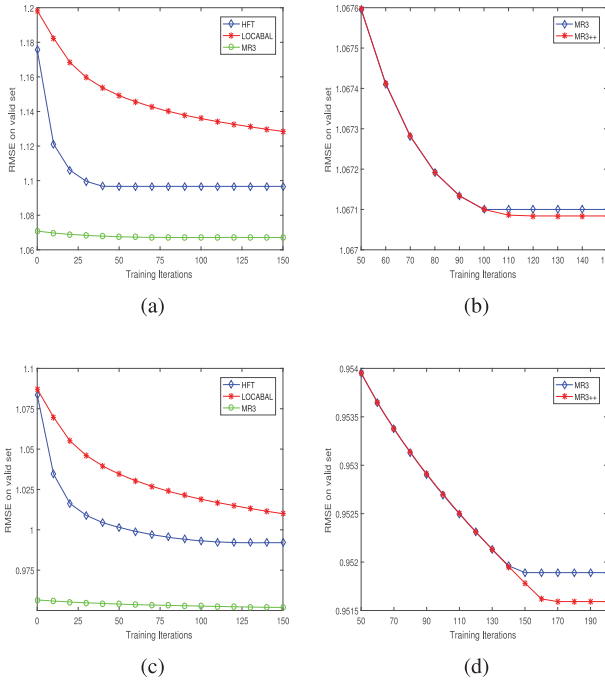 1.2
1.18
1.16
1.14
1.12
1.1
1.08
1.06
RMSE on valid set
0 25 50 75 100 125 150
Training Iterations
HFT
LOCABAL
MR3
(a)
1.0676
1.0675
1.0674
1.0673
1.0672
1.0671
1.067
RMSE on valid set
50 60 70 80 90 100 110 120 130 140
Training Iterations
MR3
MR3++
(b)
1.1
1.075
1.05
1.025
1
0.975
RMSE on valid set
0 25 50 75 100 125 150
Training Iterations
HFT
LOCABAL
MR3
(c)
0.954
0.9535
0.953
0.9525
0.952
0.9515
RMSE on valid set
50 70 90 110 130 150 170 190
Training Iterations
MR3
MR3++
(d)